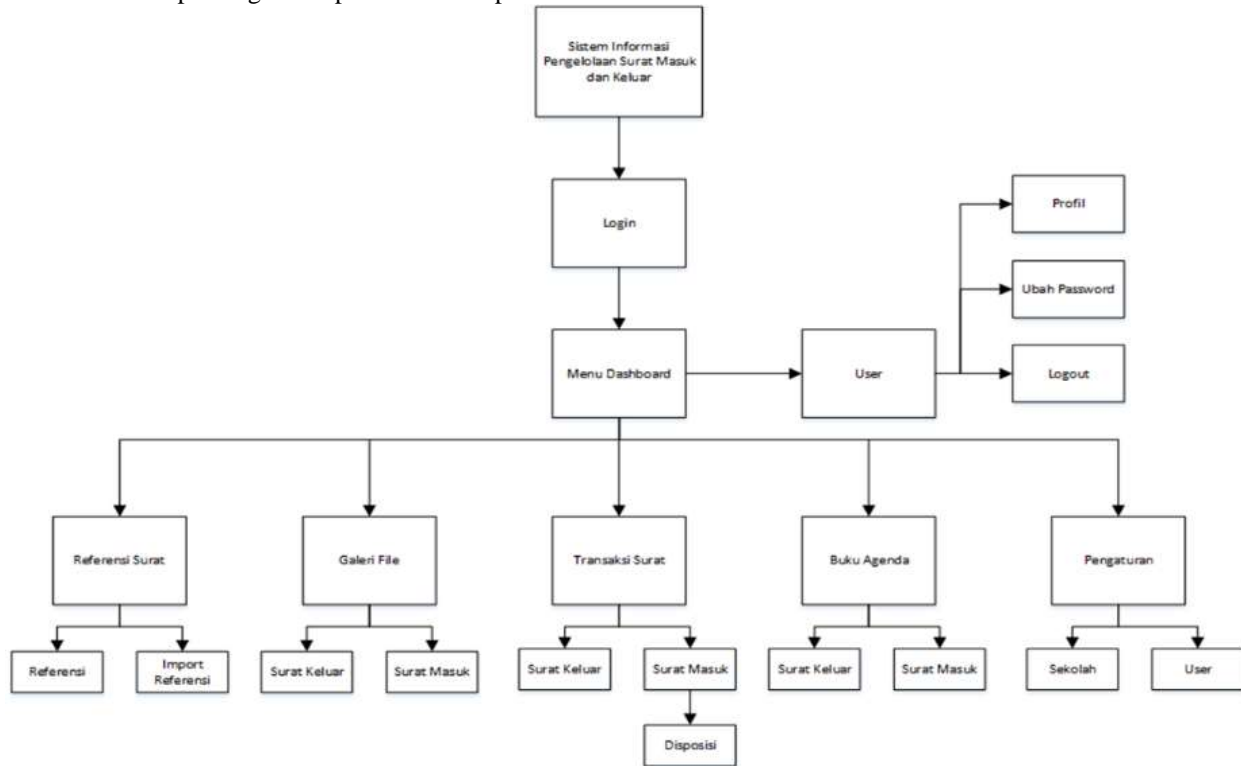 Sistem Informasi
Pengelolaan Surat Masuk
dan Keluar
Login
Profil
Ubah Password
Menu Dashboard
User
Logout
Referensi Surat
Galeri File
Transaksi Surat
Buku Agenda
Pengaturan
Referensi
Import
Referensi
Surat Keluar
Surat Masuk
Surat Keluar
Surat Masuk
Surat Keluar
Surat Masuk
Sekolah
User
Disposisi